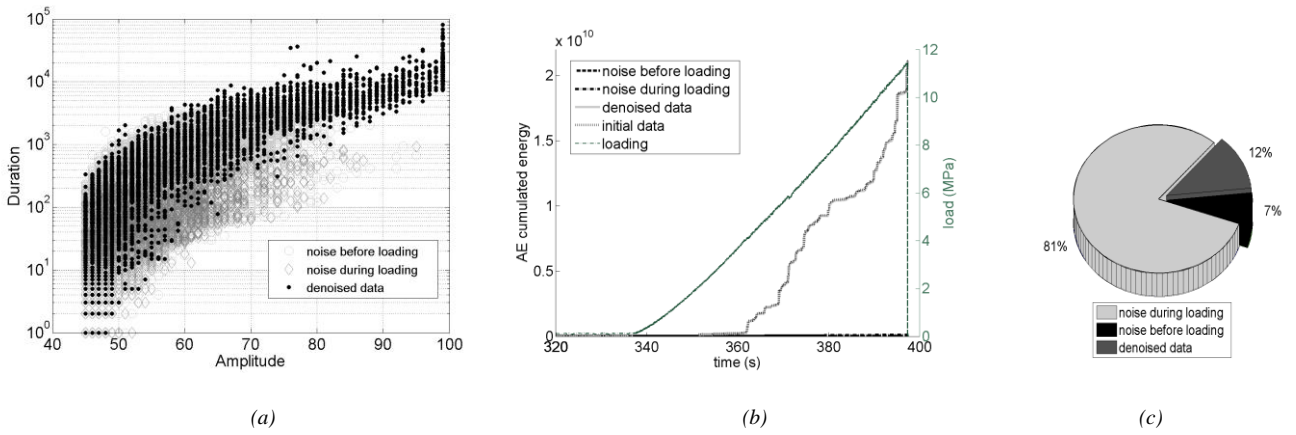 10^5
10^4
10^3
10^2
10^1
10^0
Duration
40 50 60 70 80 90 100
Amplitude
noise before loading
noise during loading
denoised data
(a)
x 10^10
2
1.5
1
0.5
0
AE cumulated energy
320 340 360 380 400
time (s)
12
10
8
6
4
2
0
load (MPa)
noise before loading
noise during loading
denoised data
initial data
loading
(b)
12%
7%
81%
noise during loading
noise before loading
denoised data
(c)